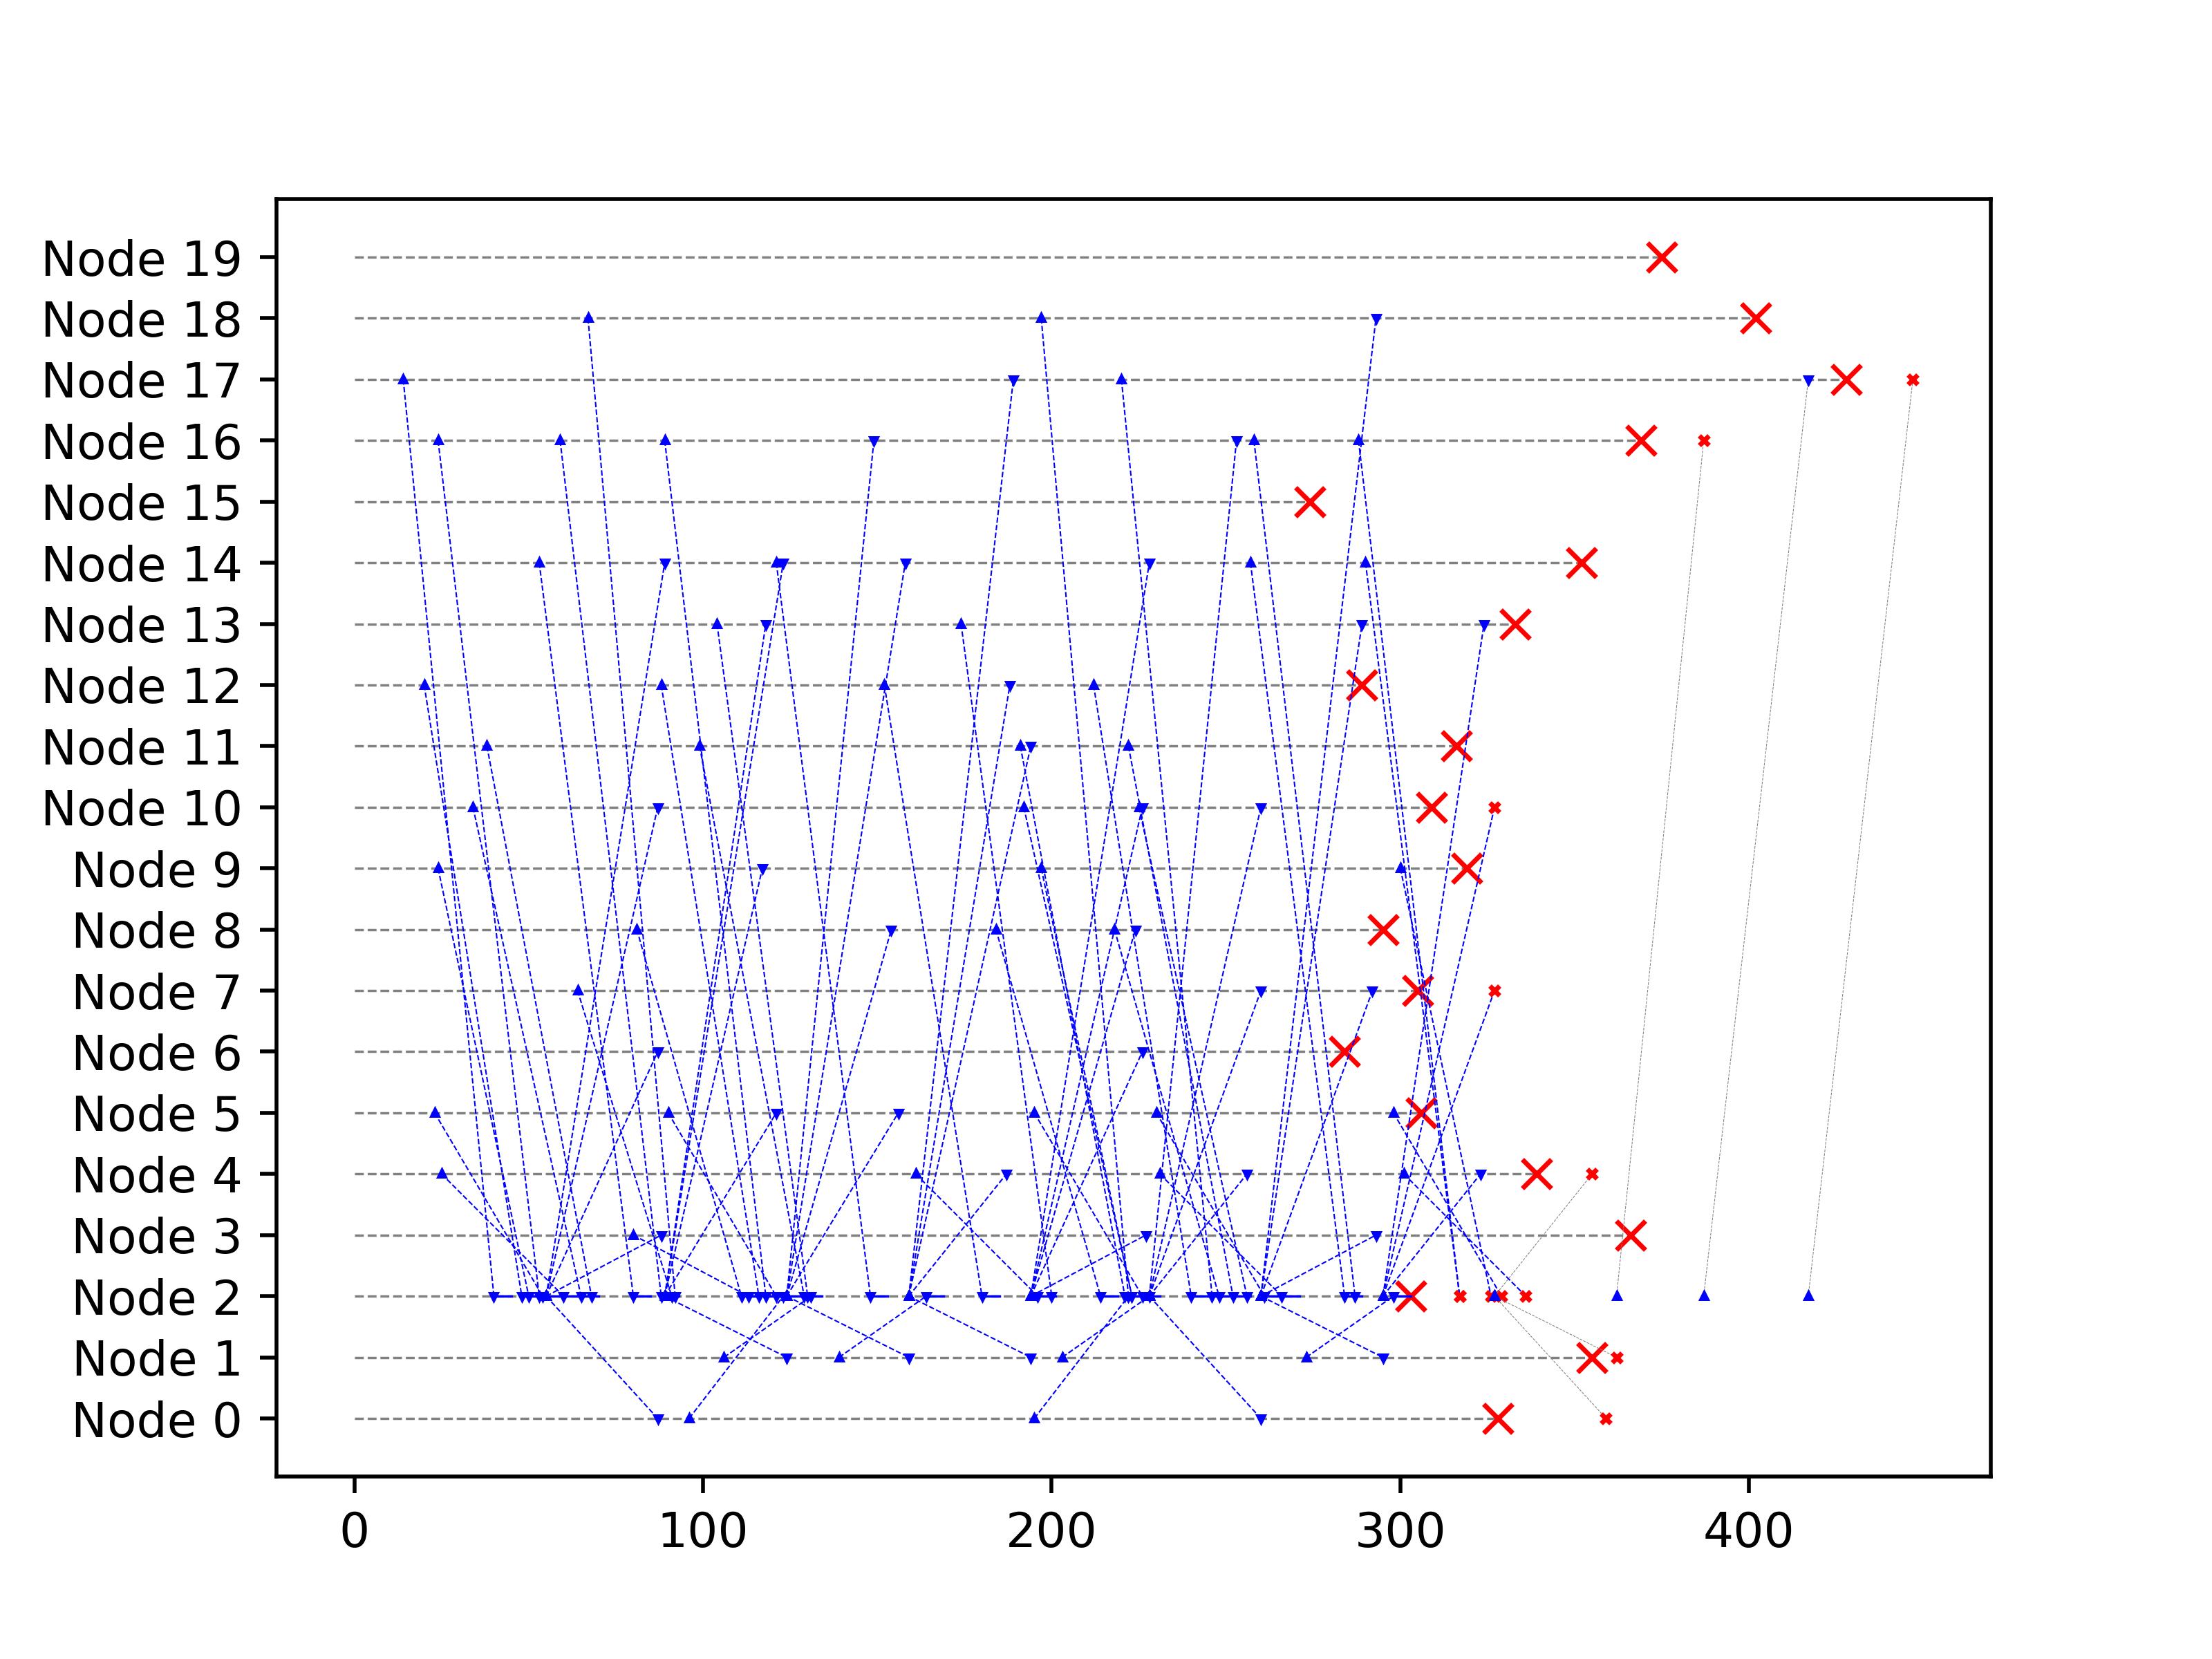 Node 19
Node 18
Node 17
Node 16
Node 15
Node 14
Node 13
Node 12
Node 11
Node 10
Node 9
Node 8
Node 7
Node 6
Node 5
Node 4
Node 3
Node 2
Node 1
Node 0
0 100 200 300 400